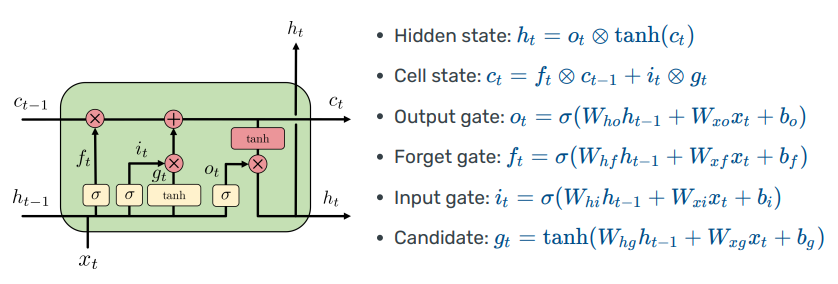 h_t
c_{t-1}
c_t
f_t
i_t
g_t
o_t
tanh
h_{t-1}
σ
σ
tanh
σ
h_t
x_t
• Hidden state: h_t = o_t ⊗ tanh(c_t)
• Cell state: c_t = f_t ⊗ c_{t-1} + i_t ⊗ g_t
• Output gate: o_t = σ(W_{ho}h_{t-1} + W_{xo}x_t + b_o)
• Forget gate: f_t = σ(W_{hf}h_{t-1} + W_{xf}x_t + b_f)
• Input gate: i_t = σ(W_{hi}h_{t-1} + W_{xi}x_t + b_i)
• Candidate: g_t = tanh(W_{hg}h_{t-1} + W_{xg}x_t + b_g)